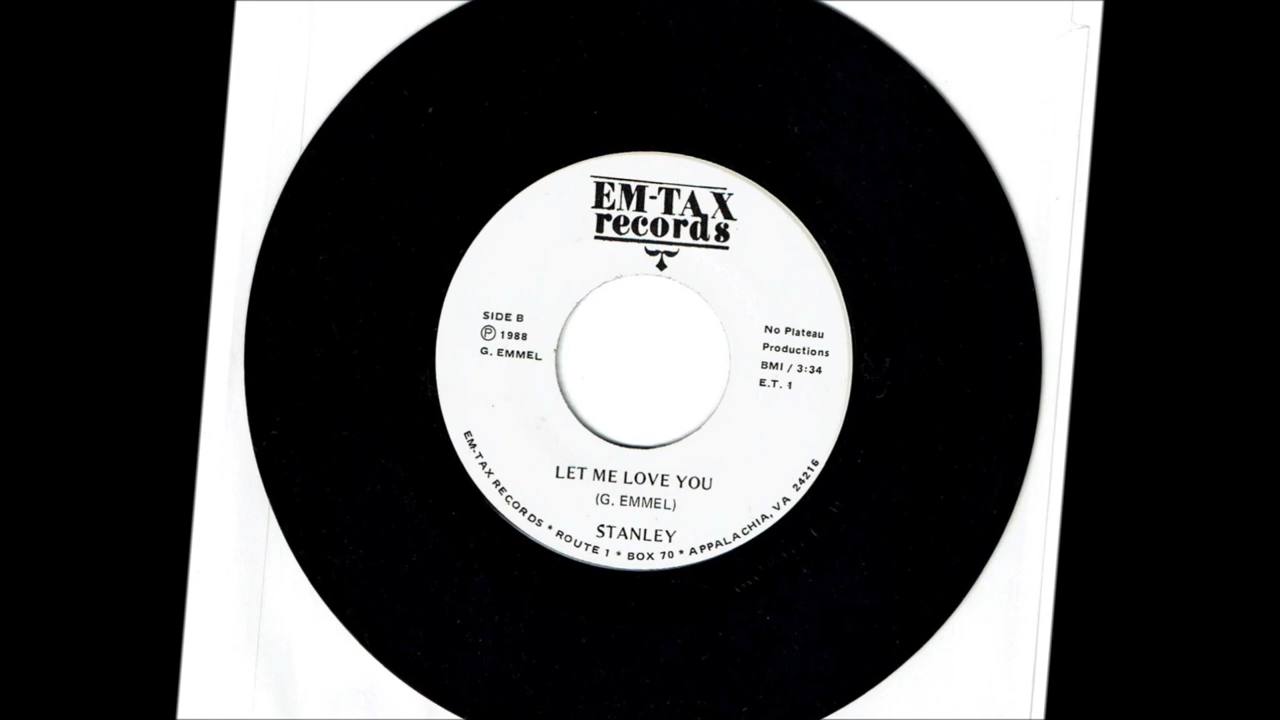 EM-TAX
records
SIDE B
Ⓟ 1988
G. EMMEL
No Plateau
Productions
BMI / 3:34
E.T. 1
LET ME LOVE YOU
(G. EMMEL)
STANLEY
EM-TAX RECORDS * ROUTE 1 * BOX 70 * APPALACHIA, VA 24216